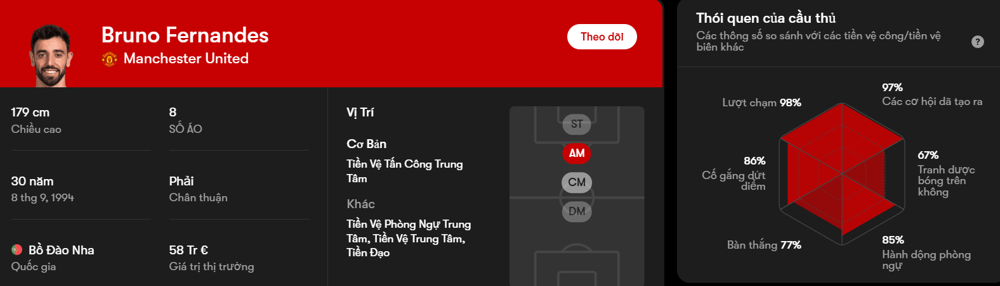 Bruno Fernandes
Manchester United
Theo dõi
179 cm
Chiều cao
8
SỐ ÁO
30 năm
8 thg 9, 1994
Phải
Chân thuận
Bồ Đào Nha
Quốc gia
58 Tr €
Giá trị thị trường
Vị Trí
Cơ Bản
Tiền Vệ Tấn Công Trung
Tâm
Khác
Tiền Vệ Phòng Ngự Trung
Tâm, Tiền Vệ Trung Tâm,
Tiền Đạo
ST
AM
CM
DM
Thói quen của cầu thủ
Các thông số so sánh với các tiền vệ công/tiền vệ
biên khác
?
97%
Các cơ hội đã tạo ra
Lượt chạm 98%
67%
Tranh được
bóng trên
không
86%
Cố gắng dứt
điểm
85%
Hành động phòng
ngự
Bàn thắng 77%